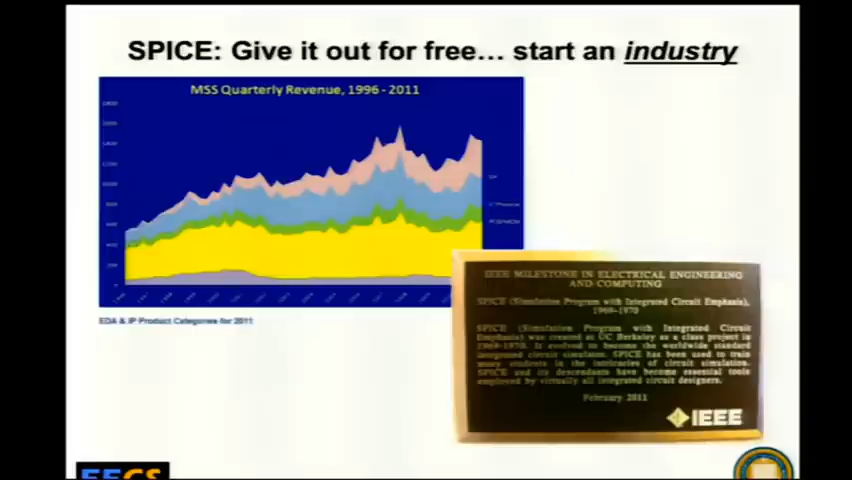 SPICE: Give it out for free… start an industry
MSS Quarterly Revenue, 1996 - 2011
EDA & IP Product Categories for 2011
IEEE MILESTONE IN ELECTRICAL ENGINEERING
AND COMPUTING
SPICE (Simulation Program with Integrated Circuit Emphasis),
1969-1970
SPICE (Simulation Program with Integrated Circuit
Emphasis) was created at UC Berkeley as a class project in
1969-1970. It evolved to become the worldwide standard
integrated circuit simulator. SPICE has been used to train
many students in the intricacies of circuit simulation.
SPICE and its descendants have become essential tools
employed by virtually all integrated circuit designers.
February 2011
IEEE
EECS